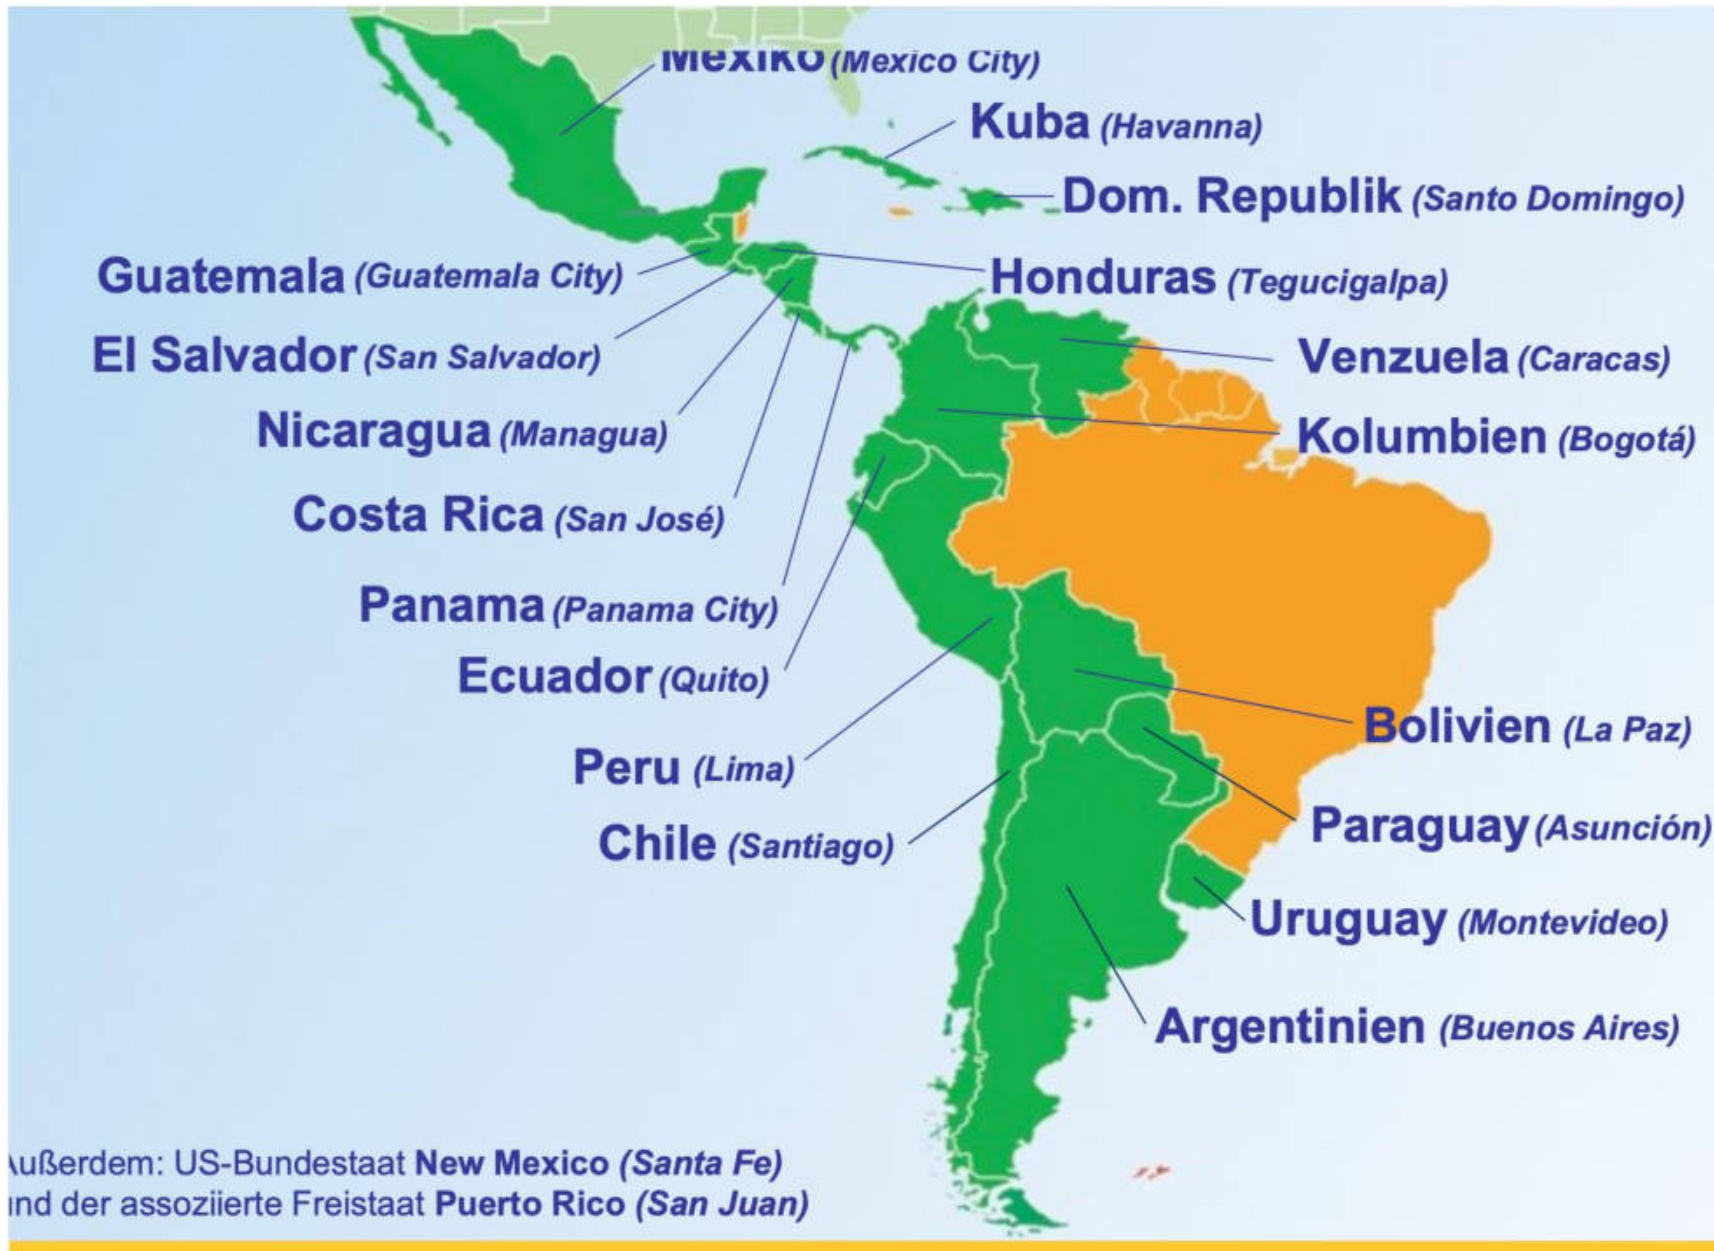 Mexiko (Mexico City)
Kuba (Havanna)
Dom. Republik (Santo Domingo)
Guatemala (Guatemala City)
Honduras (Tegucigalpa)
El Salvador (San Salvador)
Venzuela (Caracas)
Nicaragua (Managua)
Kolumbien (Bogotá)
Costa Rica (San José)
Panama (Panama City)
Ecuador (Quito)
Bolivien (La Paz)
Peru (Lima)
Paraguay (Asunción)
Chile (Santiago)
Uruguay (Montevideo)
Argentinien (Buenos Aires)
Außerdem: US-Bundestaat New Mexico (Santa Fe)
und der assoziierte Freistaat Puerto Rico (San Juan)